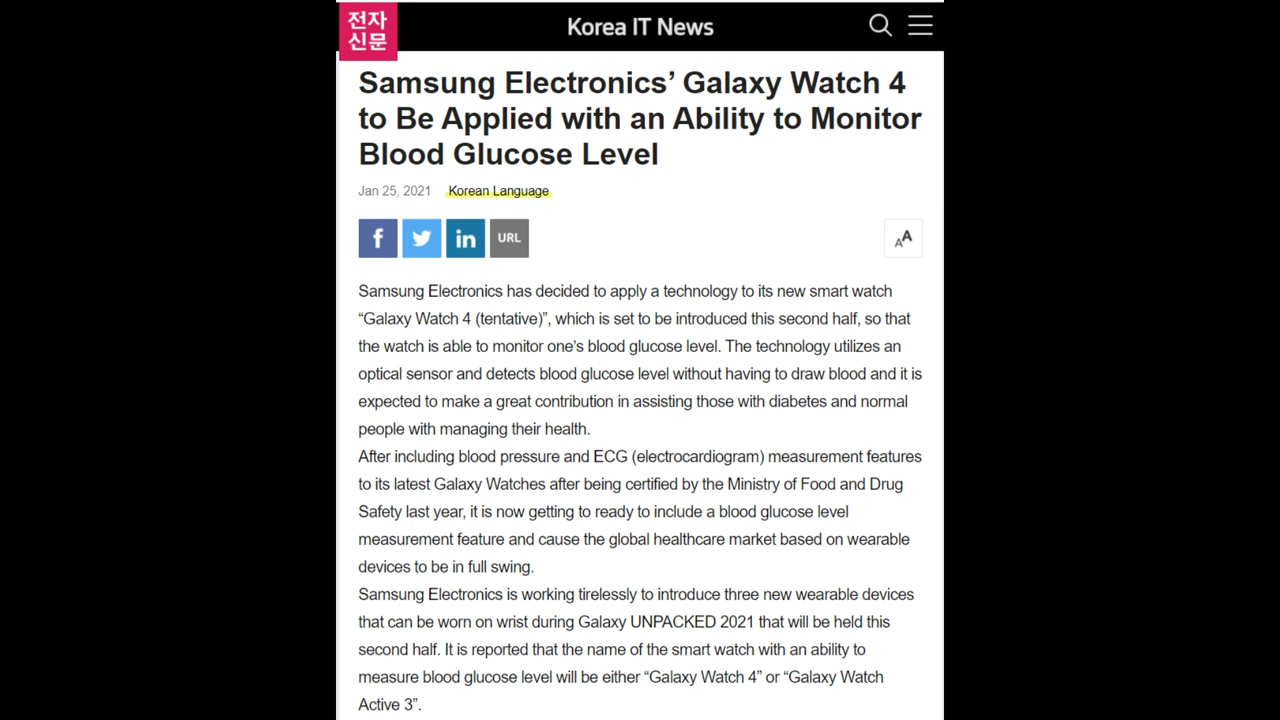 전자
신문
Korea IT News
Samsung Electronics’ Galaxy Watch 4
to Be Applied with an Ability to Monitor
Blood Glucose Level
Jan 25, 2021 Korean Language
f in URL AA
Samsung Electronics has decided to apply a technology to its new smart watch
“Galaxy Watch 4 (tentative)”, which is set to be introduced this second half, so that
the watch is able to monitor one’s blood glucose level. The technology utilizes an
optical sensor and detects blood glucose level without having to draw blood and it is
expected to make a great contribution in assisting those with diabetes and normal
people with managing their health.
After including blood pressure and ECG (electrocardiogram) measurement features
to its latest Galaxy Watches after being certified by the Ministry of Food and Drug
Safety last year, it is now getting to ready to include a blood glucose level
measurement feature and cause the global healthcare market based on wearable
devices to be in full swing.
Samsung Electronics is working tirelessly to introduce three new wearable devices
that can be worn on wrist during Galaxy UNPACKED 2021 that will be held this
second half. It is reported that the name of the smart watch with an ability to
measure blood glucose level will be either “Galaxy Watch 4” or “Galaxy Watch
Active 3”.